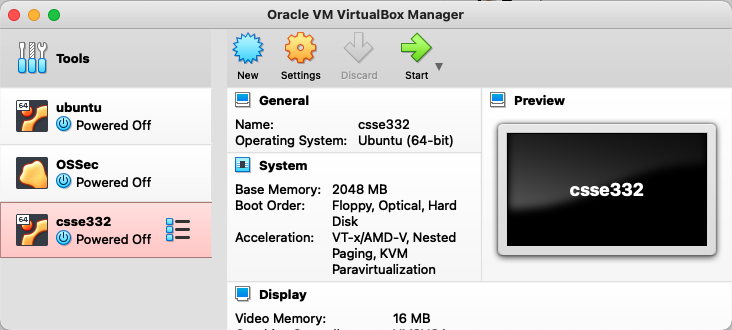 Oracle VM VirtualBox Manager
Tools
New Settings Discard Start
64
ubuntu
Powered Off
OSSec
Powered Off
64
csse332
Powered Off
General
Name: csse332
Operating System: Ubuntu (64-bit)
System
Base Memory: 2048 MB
Boot Order: Floppy, Optical, Hard
Disk
Acceleration: VT-x/AMD-V, Nested
Paging, KVM
Paravirtualization
Display
Video Memory: 16 MB
Preview
csse332